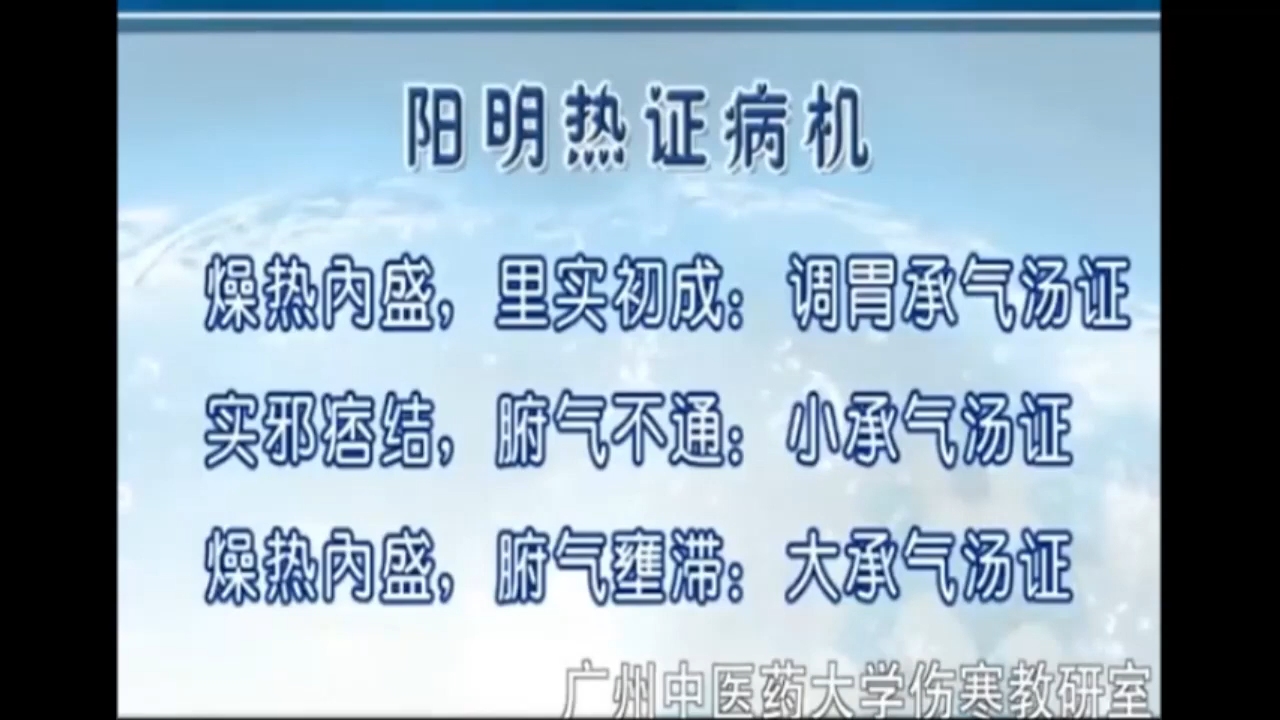 阳明热证病机
燥热内盛，里实初成：调胃承气汤证
实邪痞结，腑气不通：小承气汤证
燥热内盛，腑气壅滞：大承气汤证
广州中医药大学伤寒教研室